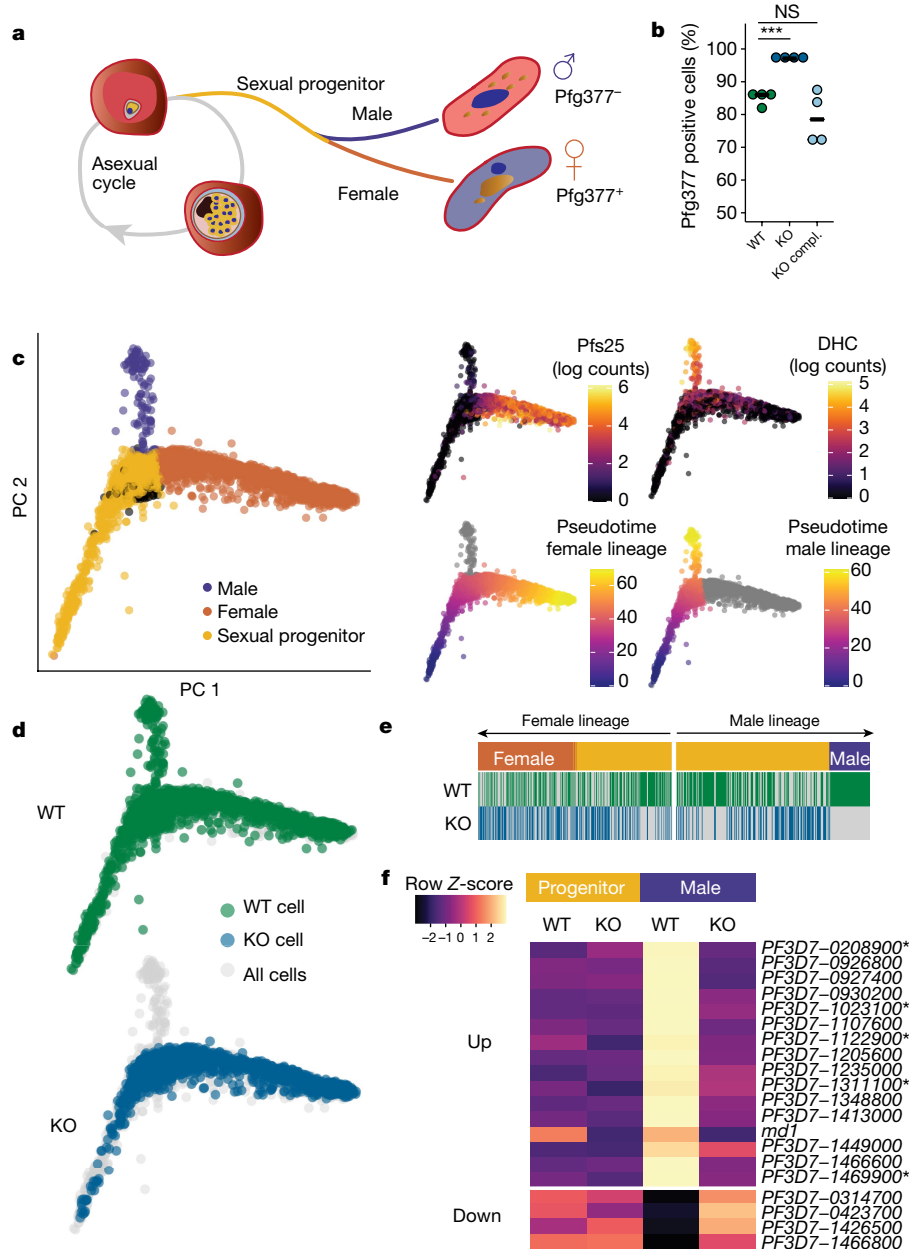 a
Sexual progenitor
Male
Female
Asexual
cycle
♂
Pfg377–
♀
Pfg377+
b
NS
***
Pfg377 positive cells (%)
100
90
80
70
60
50
WT
KO
KO compl.
c
PC 2
PC 1
Male
Female
Sexual progenitor
Pfs25
(log counts)
6
4
2
0
DHC
(log counts)
5
4
3
2
1
0
Pseudotime
female lineage
60
40
20
0
Pseudotime
male lineage
60
40
20
0
d
WT
KO
WT cell
KO cell
All cells
e
Female lineage
Male lineage
Female
Male
WT
KO
f
Row Z-score
–2 –1 0 1 2
Progenitor
Male
WT KO WT KO
Up
PF3D7–0208900*
PF3D7–0926800
PF3D7–0927400
PF3D7–0930200
PF3D7–1023100*
PF3D7–1107600
PF3D7–1122900*
PF3D7–1205600
PF3D7–1235000
PF3D7–1311100*
PF3D7–1348800
PF3D7–1413000
md1
PF3D7–1449000
PF3D7–1466600
PF3D7–1469900*
Down
PF3D7–0314700
PF3D7–0423700
PF3D7–1426500
PF3D7–1466800